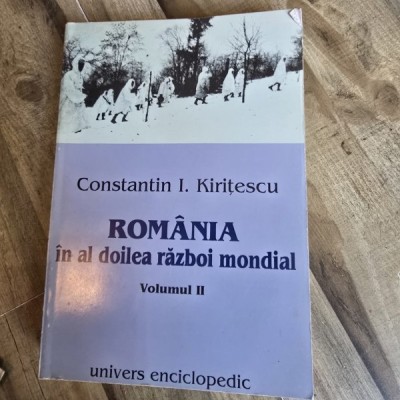 Constantin I. Kirițescu
ROMÂNIA
în al doilea război mondial
Volumul II
univers enciclopedic